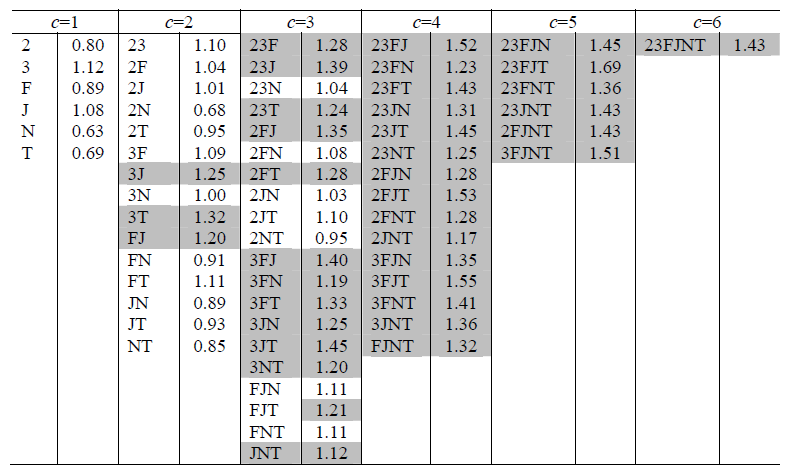 c=1 c=2 c=3 c=4 c=5 c=6
2 0.80 23 1.10 23F 1.28 23FJ 1.52 23FJN 1.45 23FJNT 1.43
3 1.12 2F 1.04 23J 1.39 23FN 1.23 23FJT 1.69
F 0.89 2J 1.01 23N 1.04 23FT 1.43 23FNT 1.36
J 1.08 2N 0.68 23T 1.24 23JN 1.31 23JNT 1.43
N 0.63 2T 0.95 2FJ 1.35 23JT 1.45 2FJNT 1.43
T 0.69 3F 1.09 2FN 1.08 23NT 1.25 3FJNT 1.51
3J 1.25 2FT 1.28 2FJN 1.28
3N 1.00 2JN 1.03 2FJT 1.53
3T 1.32 2JT 1.10 2FNT 1.28
FJ 1.20 2NT 0.95 2JNT 1.17
FN 0.91 3FJ 1.40 3FJN 1.35
FT 1.11 3FN 1.19 3FJT 1.55
JN 0.89 3FT 1.33 3FNT 1.41
JT 0.93 3JN 1.25 3JNT 1.36
NT 0.85 3JT 1.45 FJNT 1.32
3NT 1.20
FJN 1.11
FJT 1.21
FNT 1.11
JNT 1.12